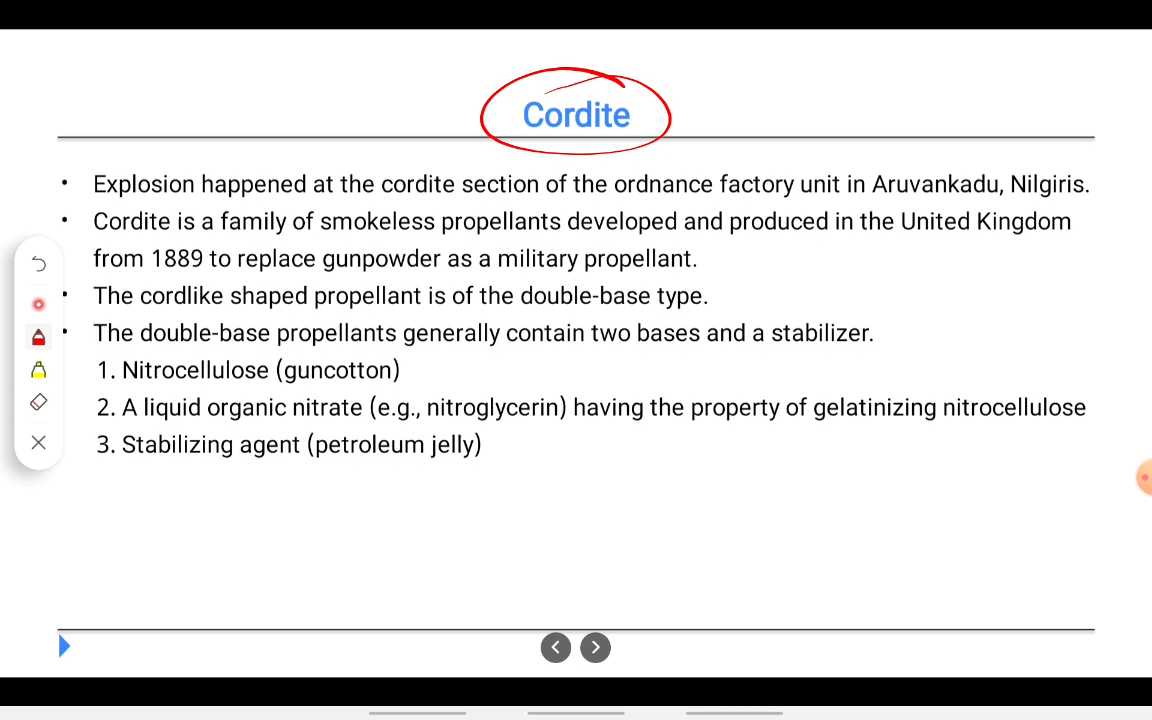 Cordite
• Explosion happened at the cordite section of the ordnance factory unit in Aruvankadu, Nilgiris.
• Cordite is a family of smokeless propellants developed and produced in the United Kingdom
from 1889 to replace gunpowder as a military propellant.
• The cordlike shaped propellant is of the double-base type.
• The double-base propellants generally contain two bases and a stabilizer.
1. Nitrocellulose (guncotton)
2. A liquid organic nitrate (e.g., nitroglycerin) having the property of gelatinizing nitrocellulose
3. Stabilizing agent (petroleum jelly)